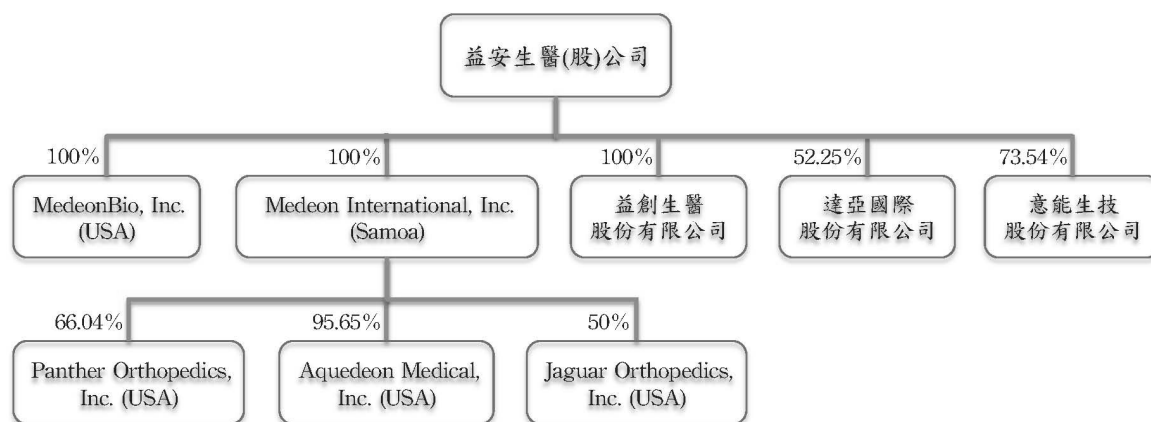 益安生醫(股)公司
100%
100%
100%
52.25%
73.54%
MedeonBio, Inc.
(USA)
Medeon International, Inc.
(Samoa)
益創生醫
股份有限公司
達亞國際
股份有限公司
意能生技
股份有限公司
66.04%
95.65%
50%
Panther Orthopedics,
Inc. (USA)
Aquedeon Medical,
Inc. (USA)
Jaguar Orthopedics,
Inc. (USA)